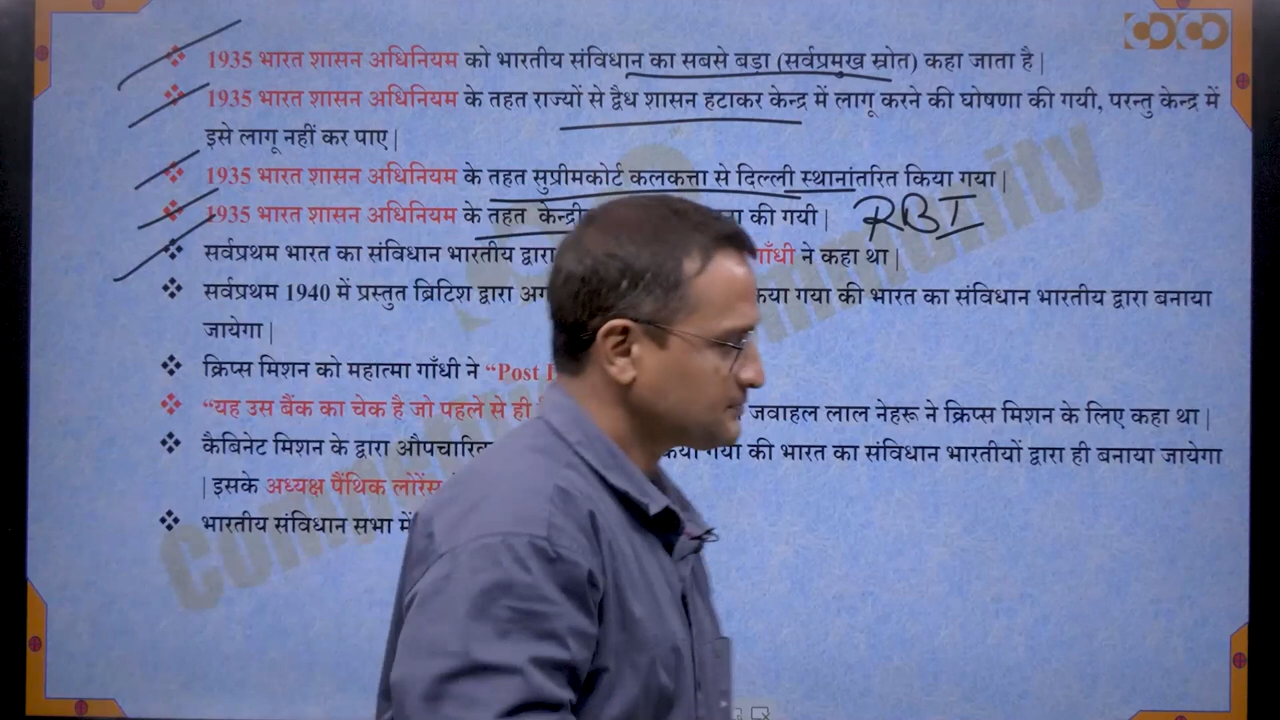 1935 भारत शासन अधिनियम को भारतीय संविधान का सबसे बड़ा (सर्वप्रमुख स्रोत) कहा जाता है |
1935 भारत शासन अधिनियम के तहत राज्यों से द्वैध शासन हटाकर केन्द्र में लागू करने की घोषणा की गयी, परन्तु केन्द्र में
इसे लागू नहीं कर पाए |
1935 भारत शासन अधिनियम के तहत सुप्रीमकोर्ट कलकत्ता से दिल्ली स्थानांतरित किया गया |
1935 भारत शासन अधिनियम के तहत की गयी | RBI
सर्वप्रथम भारत का संविधान भारतीय द्वारा गाँधी ने कहा था |
सर्वप्रथम 1940 में प्रस्तुत ब्रिटिश द्वारा गया की भारत का संविधान भारतीय द्वारा बनाया
जायेगा |
क्रिप्स मिशन को महात्मा गाँधी ने “Post
“यह उस बैंक का चेक है जो पहले से ही जवाहल लाल नेहरू ने क्रिप्स मिशन के लिए कहा था |
कैबिनेट मिशन के द्वारा गया की भारत का संविधान भारतीयों द्वारा ही बनाया जायेगा
| इसके अध्यक्ष पैंथिक लोरेंस
भारतीय संविधान सभा में